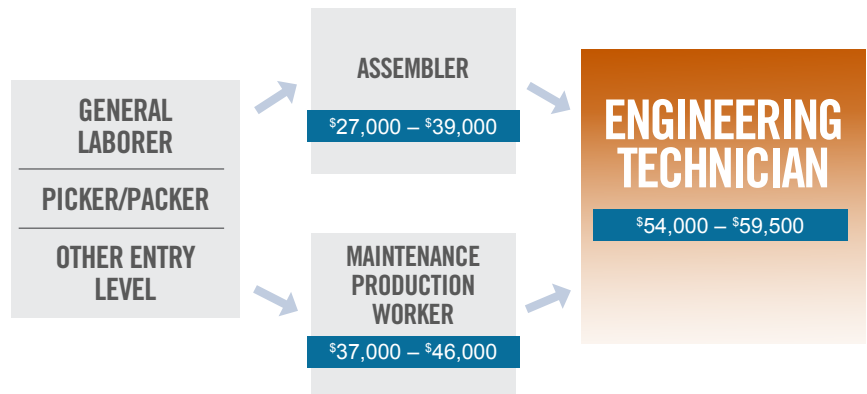 GENERAL
LABORER
PICKER/PACKER
OTHER ENTRY
LEVEL
ASSEMBLER
$27,000 – $39,000
MAINTENANCE
PRODUCTION
WORKER
$37,000 – $46,000
ENGINEERING
TECHNICIAN
$54,000 – $59,500